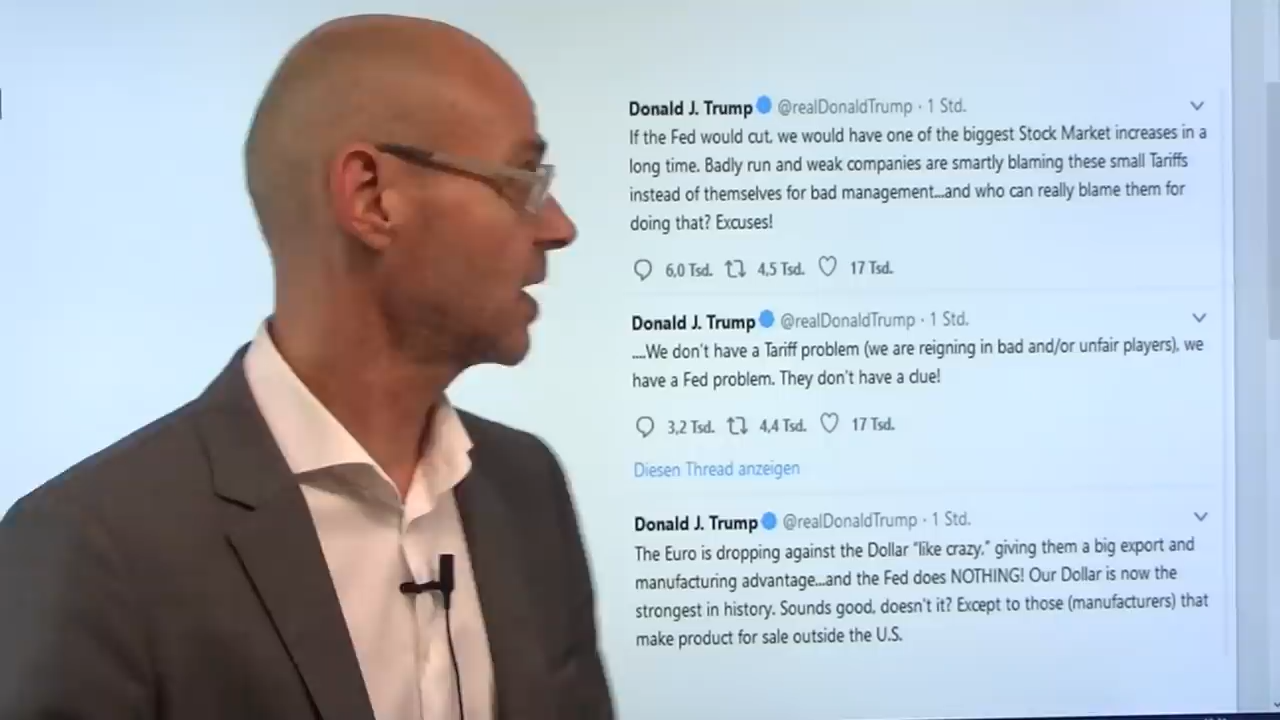 Donald J. Trump @realDonaldTrump · 1 Std.
If the Fed would cut, we would have one of the biggest Stock Market increases in a
long time. Badly run and weak companies are smartly blaming these small Tariffs
instead of themselves for bad management...and who can really blame them for
doing that? Excuses!
6,0 Tsd. 4,5 Tsd. 17 Tsd.
Donald J. Trump @realDonaldTrump · 1 Std.
....We don't have a Tariff problem (we are reigning in bad and/or unfair players), we
have a Fed problem. They don't have a clue!
3,2 Tsd. 4,4 Tsd. 17 Tsd.
Diesen Thread anzeigen
Donald J. Trump @realDonaldTrump · 1 Std.
The Euro is dropping against the Dollar "like crazy," giving them a big export and
manufacturing advantage...and the Fed does NOTHING! Our Dollar is now the
strongest in history. Sounds good, doesn't it? Except to those (manufacturers) that
make product for sale outside the U.S.